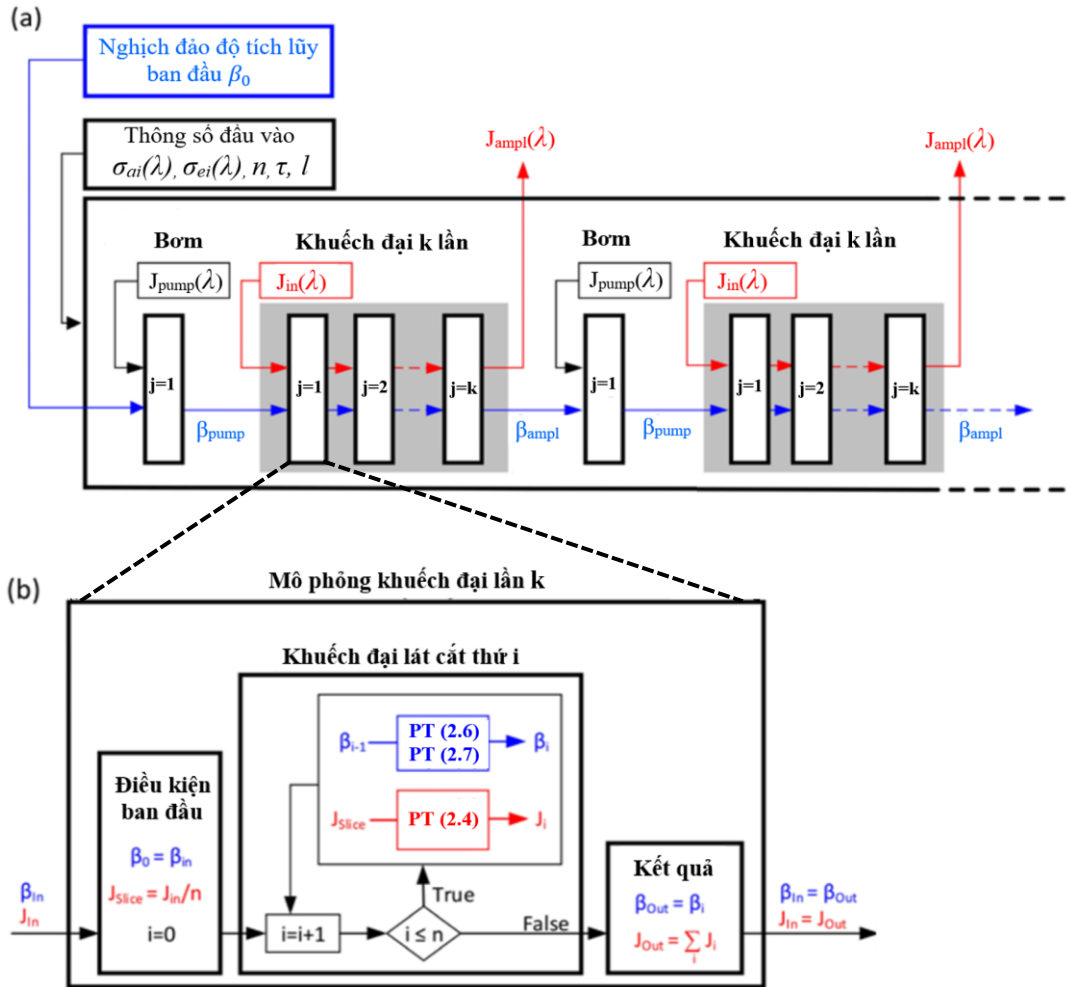 (a)
Nghịch đảo độ tích lũy
ban đầu β₀
Thông số đầu vào
σai(λ), σei(λ), n, τ, l
Jampl(λ)
Jampl(λ)
Bơm
Khuếch đại k lần
Bơm
Khuếch đại k lần
Jpump(λ)
Jin(λ)
Jpump(λ)
Jin(λ)
j=1
j=1
j=2
j=k
j=1
j=1
j=2
j=k
βpump
βampl
βpump
βampl
(b)
Mô phỏng khuếch đại lần k
Khuếch đại lát cắt thứ i
βi-1
PT (2.6)
PT (2.7)
βi
JSlice
PT (2.4)
Ji
Điều kiện
ban đầu
β₀ = βin
JSlice = Jin/n
i=0
βIn
JIn
i=i+1
i ≤ n
True
False
Kết quả
βOut = βi
JOut = ∑i Ji
βIn = βOut
JIn = JOut